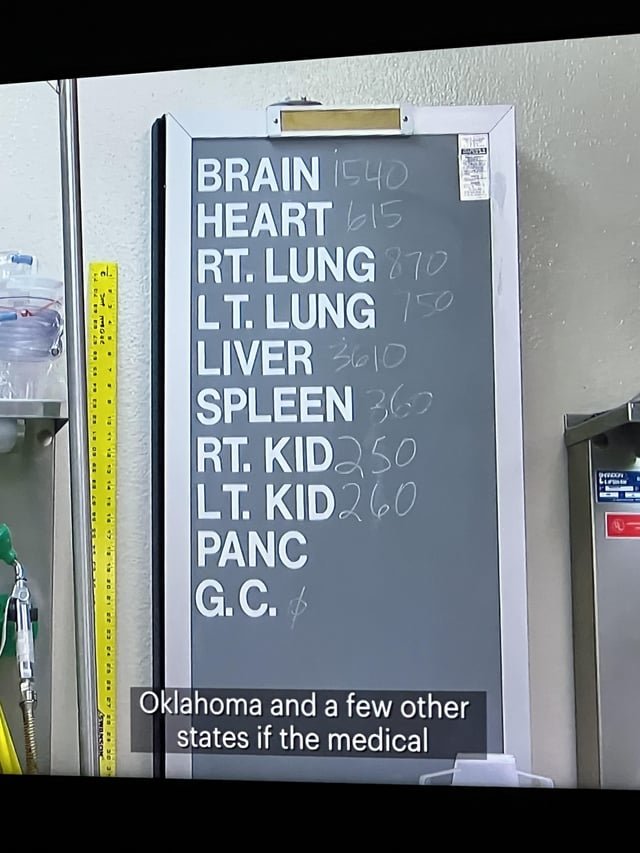 BRAIN 1540
HEART 615
RT. LUNG 870
LT. LUNG 750
LIVER 3610
SPLEEN 360
RT. KID 250
LT. KID 260
PANC
G.C. ∅
Oklahoma and a few other
states if the medical